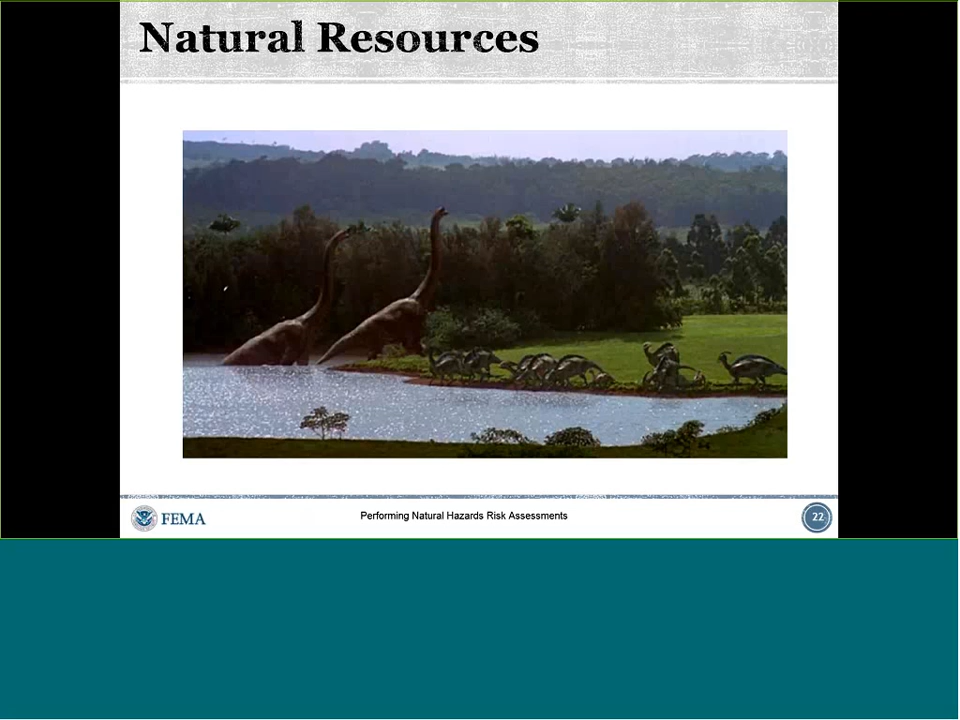 Natural Resources
FEMA
Performing Natural Hazards Risk Assessments
22